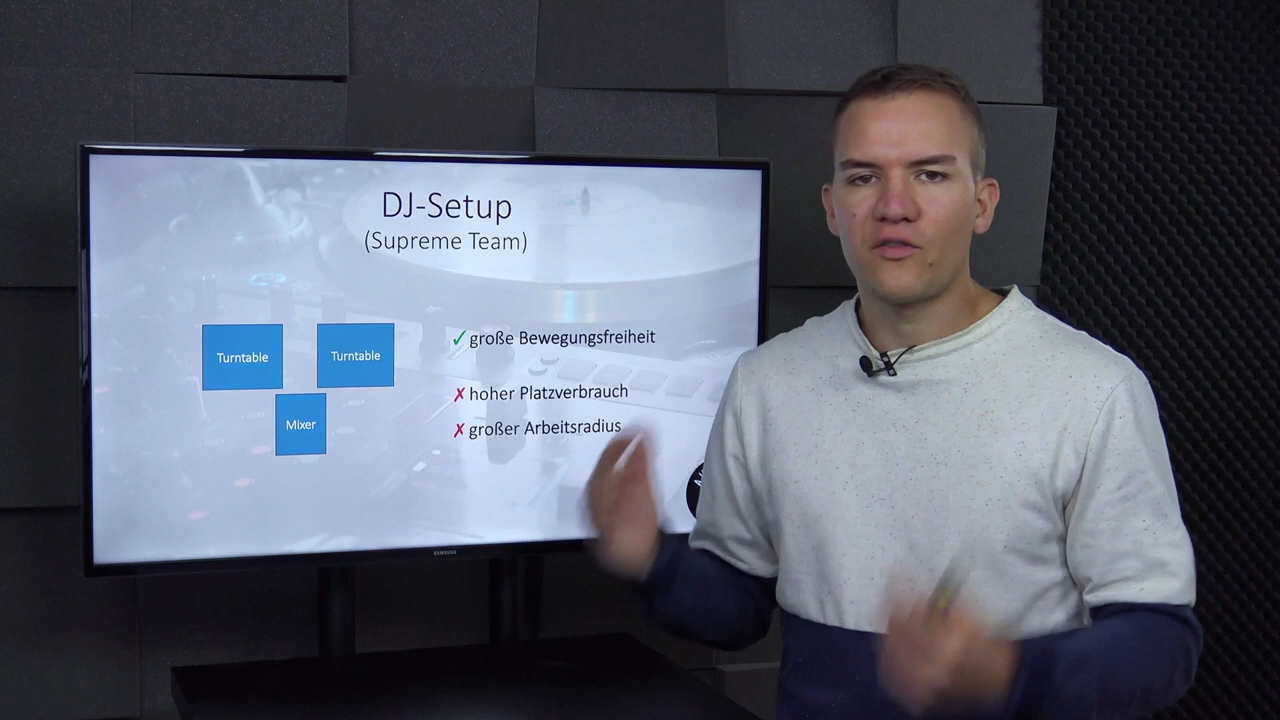 DJ-Setup
(Supreme Team)
Turntable
Turntable
Mixer
✓ große Bewegungsfreiheit
✗ hoher Platzverbrauch
✗ großer Arbeitsradius
SAMSUNG